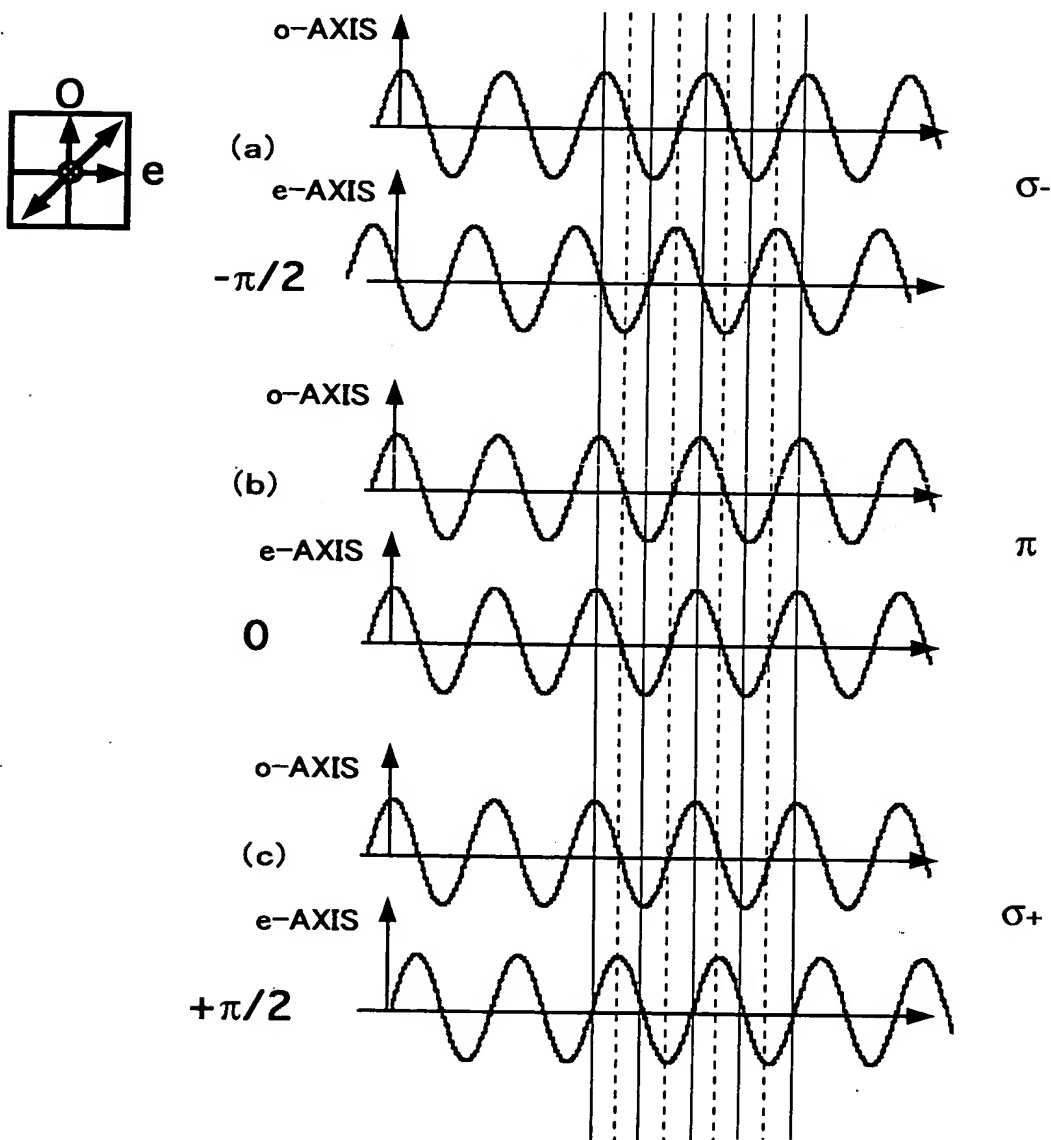 o-AXIS
O
e
(a)
σ-
e-AXIS
-π/2
o-AXIS
(b)
π
e-AXIS
0
o-AXIS
(c)
σ+
e-AXIS
+π/2